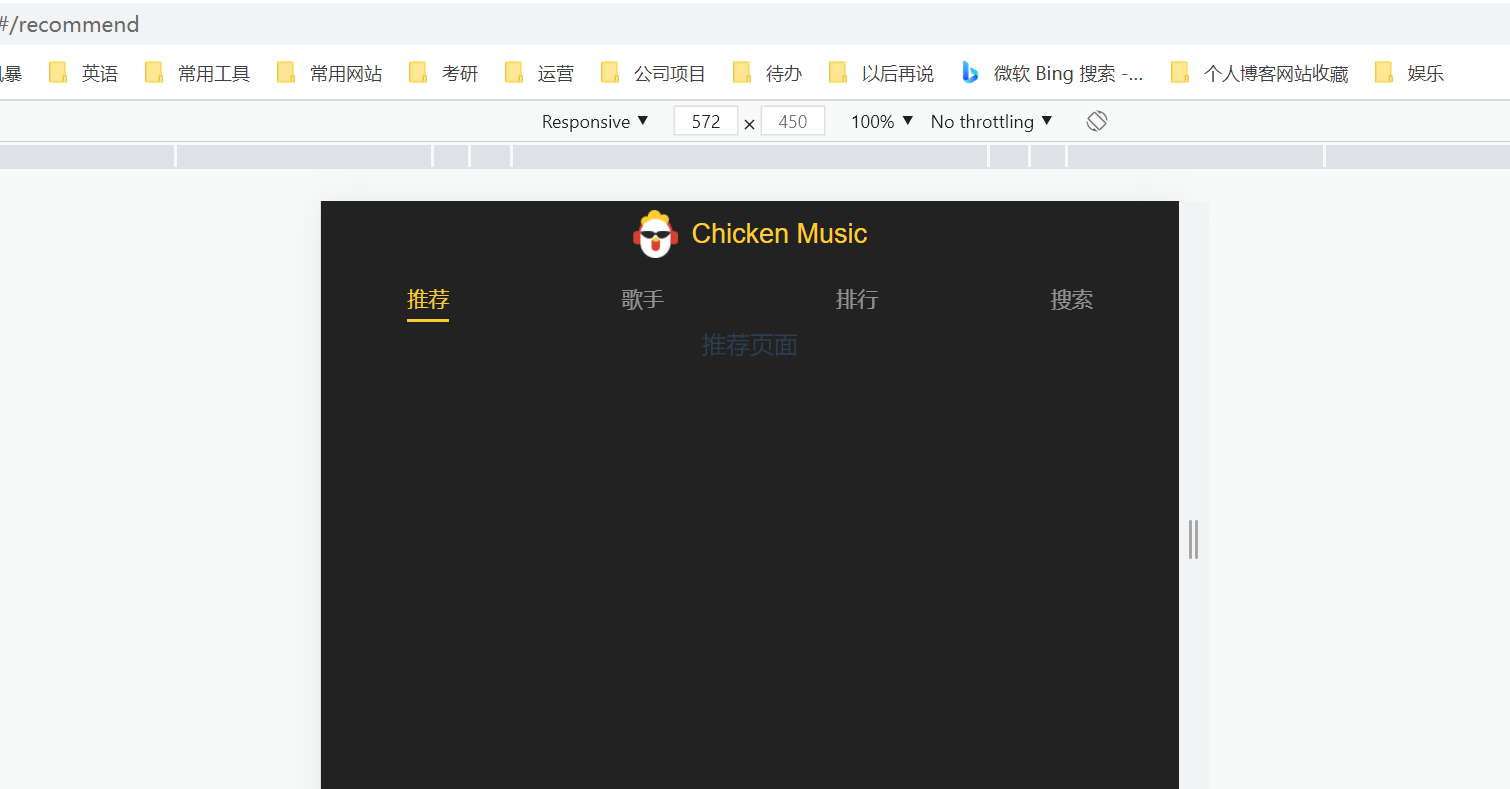 #/recommend
暴 英语 常用工具 常用网站 考研 运营 公司项目 待办 以后再说 微软 Bing 搜索 -... 个人博客网站收藏 娱乐
Responsive ▼ 572 × 450 100% ▼ No throttling ▼
Chicken Music
推荐 歌手 排行 搜索
推荐页面